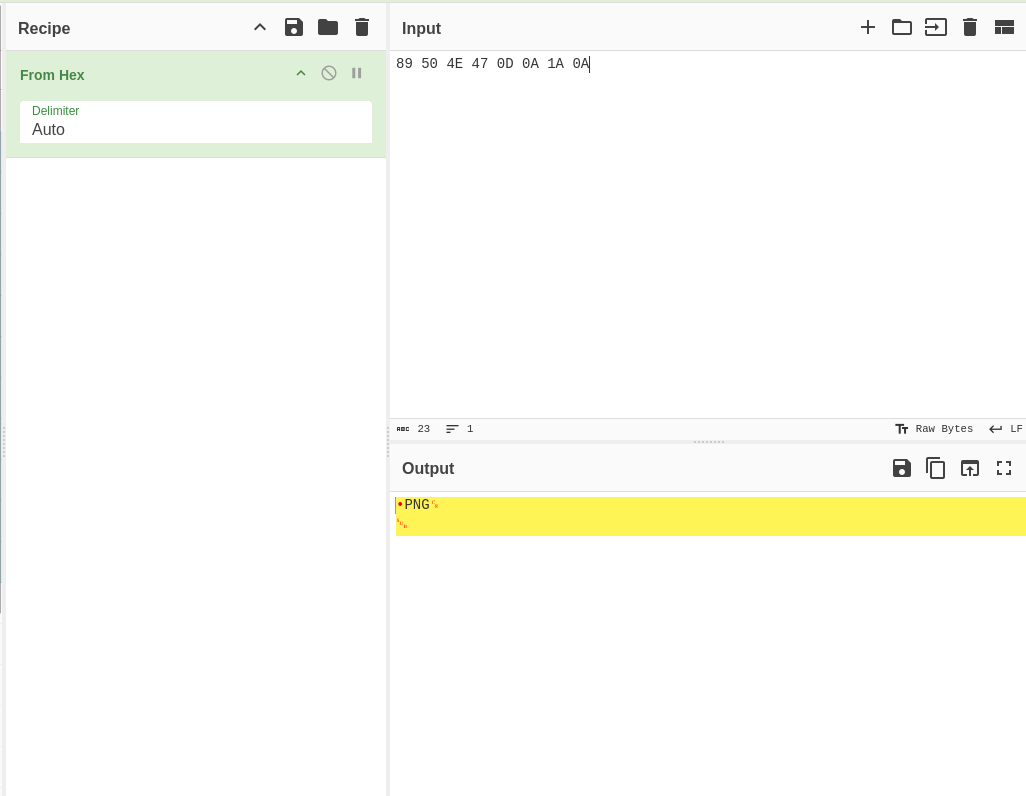 Recipe
From Hex
Delimiter
Auto
Input
89 50 4E 47 0D 0A 1A 0A
ABC 23 1
Raw Bytes LF
Output
•PNG␍
␚